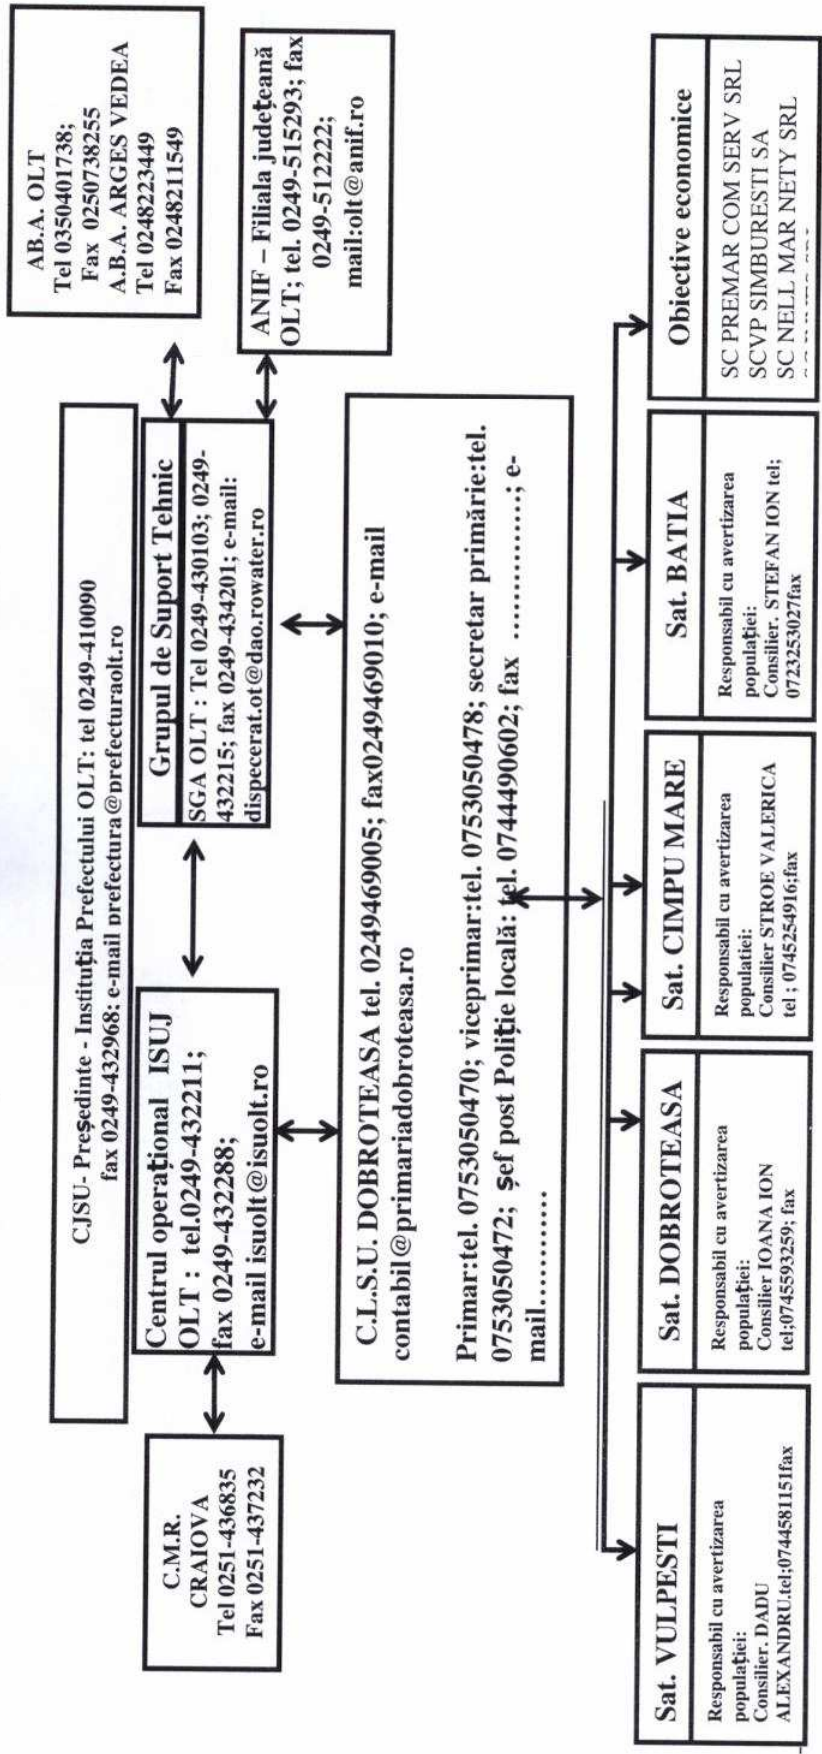 CJSU- Președinte - Instituția Prefectului OLT: tel 0249-410090
fax 0249-432968; e-mail prefectura@prefecturaolt.ro
C.M.R.
CRAIOVA
Tel 0251-436835
Fax 0251-437232
Centrul operațional ISUJ
OLT : tel.0249-432211;
fax 0249-432288;
e-mail isuolt@isuolt.ro
Grupul de Suport Tehnic
SGA OLT : Tel 0249-430103; 0249-
432215; fax 0249-434201; e-mail:
dispecerat.ot@dao.rowater.ro
AB.A. OLT
Tel 0350401738;
Fax 0250738255
A.B.A. ARGES VEDEA
Tel 0248223449
Fax 0248211549
ANIF – Filiala județeană
OLT; tel. 0249-515293; fax
0249-512222;
mail:olt@anif.ro
C.L.S.U. DOBROTEASA tel. 0249469005; fax0249469010; e-mail
contabil@primariadobroteasa.ro
Primar:tel. 0753050470; viceprimar:tel. 0753050478; secretar primărie:tel.
0753050472; șef post Poliție locală: tel. 0744490602; fax ................; e-
mail............
Sat. VULPESTI
Responsabil cu avertizarea
populației:
Consilier. DADU
ALEXANDRU.tel;0744581151fax
Sat. DOBROTEASA
Responsabil cu avertizarea
populației:
Consilier IOANA ION
tel;0745593259; fax
Sat. CIMPU MARE
Responsabil cu avertizarea
populatiei:
Consilier STROE VALERICA
tel ; 0745254916;fax
Sat. BATIA
Responsabil cu avertizarea
populației:
Consilier. STEFAN ION tel;
0723253027fax
Obiective economice
SC PREMAR COM SERV SRL
SCVP SIMBURESTI SA
SC NELL MAR NETY SRL